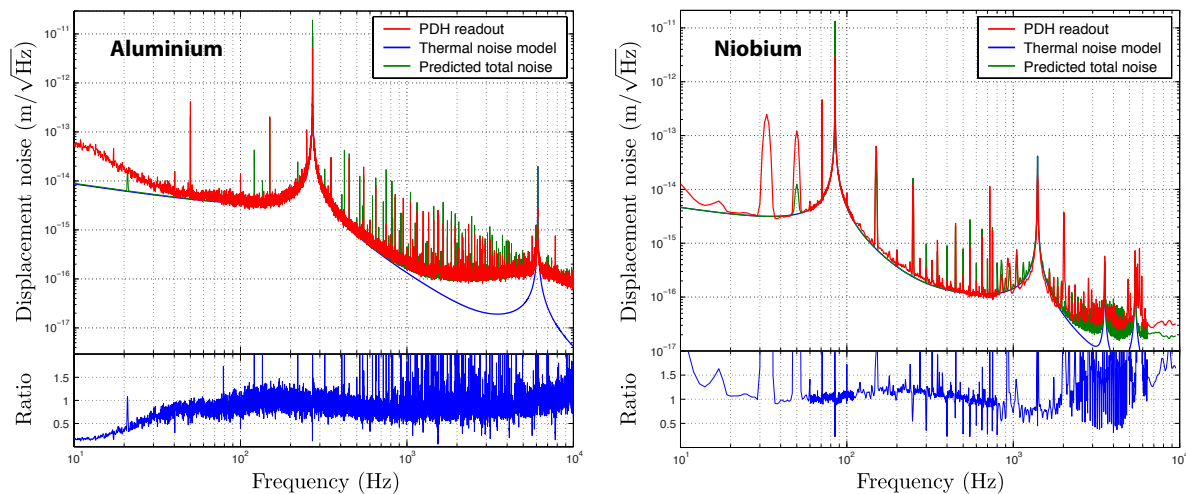 Aluminium
PDH readout
Thermal noise model
Predicted total noise
Displacement noise (m/√Hz)
10⁻¹¹
10⁻¹²
10⁻¹³
10⁻¹⁴
10⁻¹⁵
10⁻¹⁶
10⁻¹⁷
Ratio
1.5
1
0.5
10¹ 10² 10³ 10⁴
Frequency (Hz)
Niobium
PDH readout
Thermal noise model
Predicted total noise
Displacement noise (m/√Hz)
10⁻¹¹
10⁻¹²
10⁻¹³
10⁻¹⁴
10⁻¹⁵
10⁻¹⁶
10⁻¹⁷
Ratio
1.5
1
0.5
10¹ 10² 10³ 10⁴
Frequency (Hz)